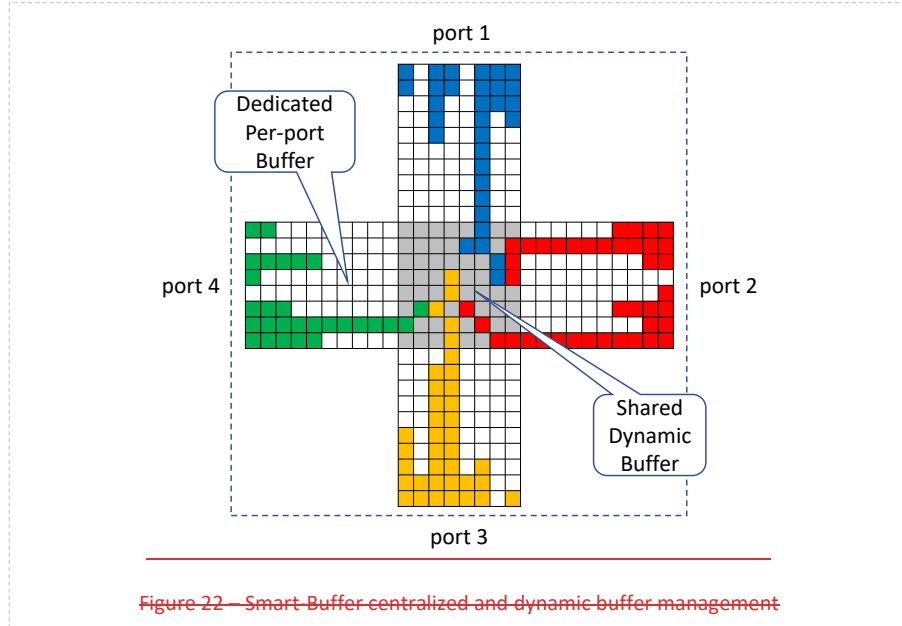 port 1
Dedicated
Per-port
Buffer
port 4
port 2
Shared
Dynamic
Buffer
port 3
Figure 22 – Smart-Buffer centralized and dynamic buffer management